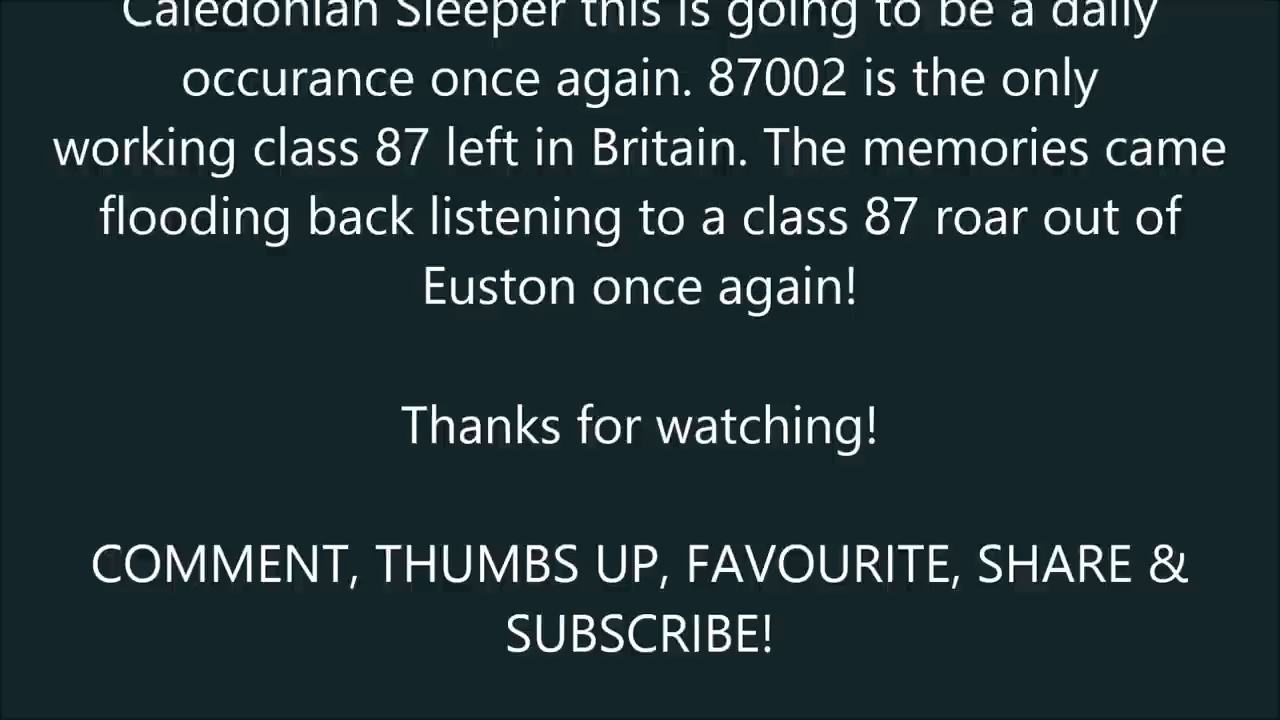 Caledonian Sleeper this is going to be a daily
occurance once again. 87002 is the only
working class 87 left in Britain. The memories came
flooding back listening to a class 87 roar out of
Euston once again!
Thanks for watching!
COMMENT, THUMBS UP, FAVOURITE, SHARE &
SUBSCRIBE!